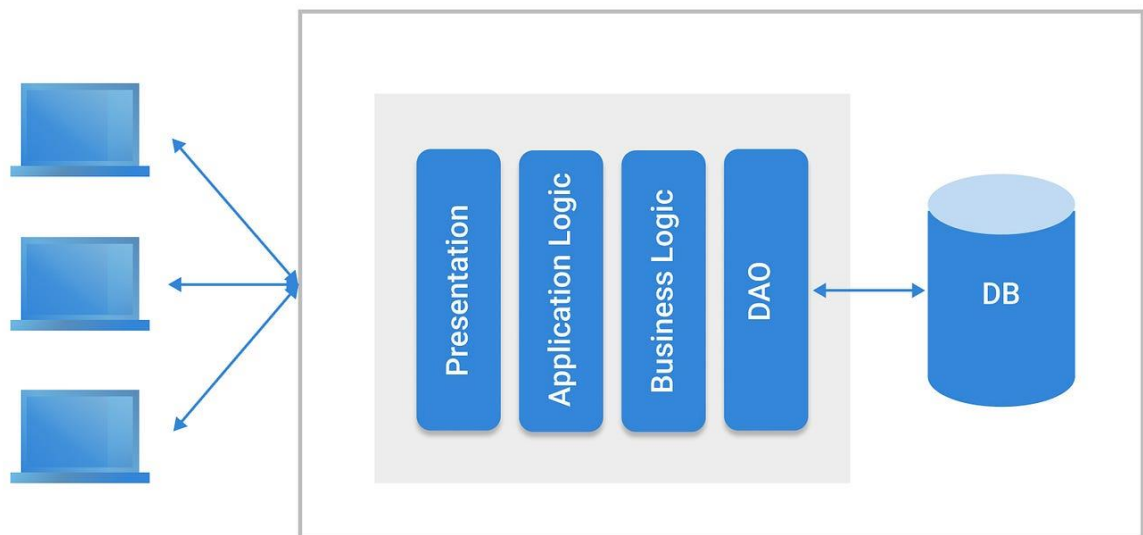 Presentation
Application Logic
Business Logic
DAO
DB